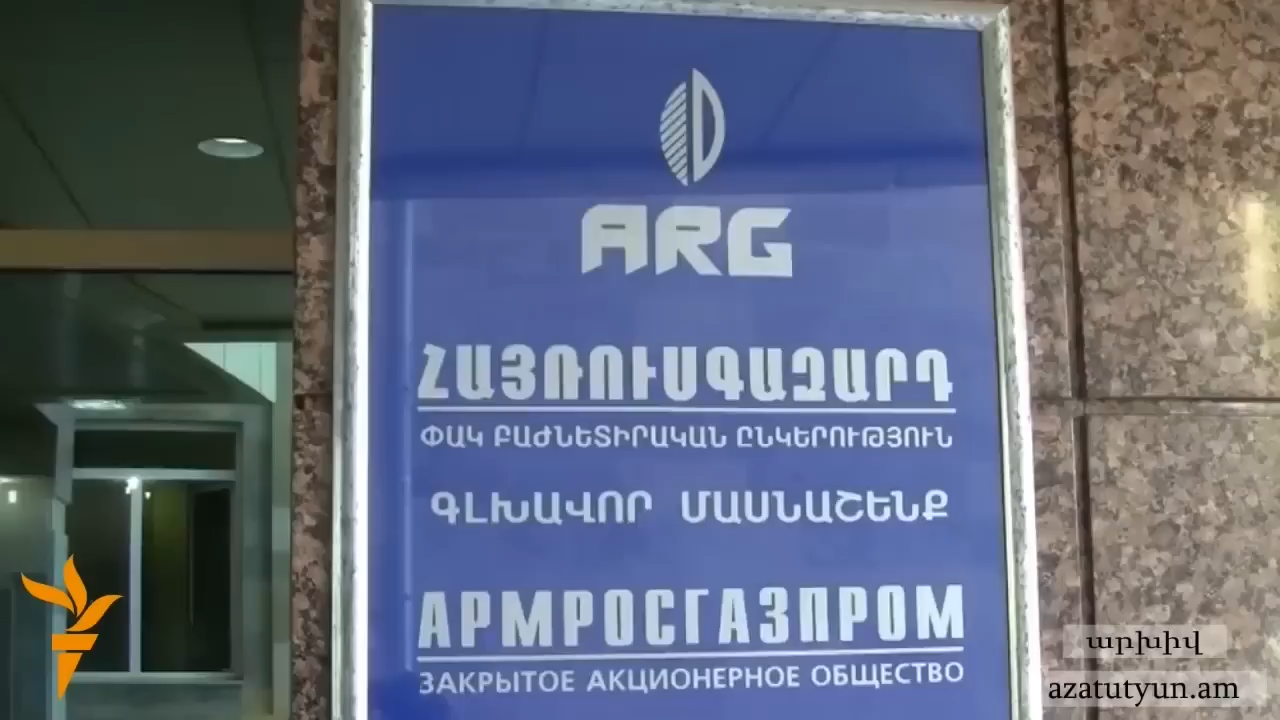 ARG
ՀԱՅՌՈՒՍԳԱԶԱՐԴ
ՓԱԿ ԲԱԺՆԵՏԻՐԱԿԱՆ ԸՆԿԵՐՈՒԹՅՈՒՆ
ԳԼԽԱՎՈՐ ՄԱՍՆԱՇԵՆՔ
АРМРОСГАЗПРОМ
ЗАКРЫТОЕ АКЦИОНЕРНОЕ ОБЩЕСТВО
արխիվ
azatutyun.am